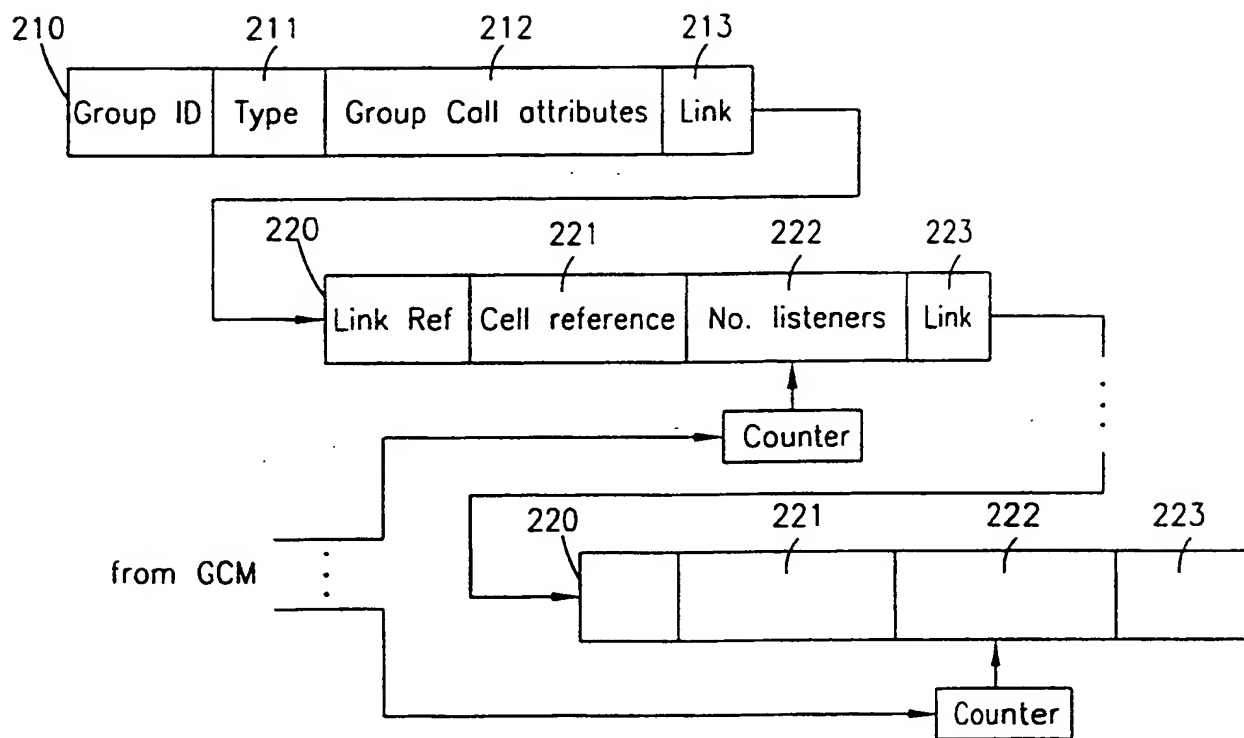 210 211 212 213
Group ID Type Group Call attributes Link
220 221 222 223
Link Ref Cell reference No. listeners Link
Counter
220 221 222 223
from GCM
Counter